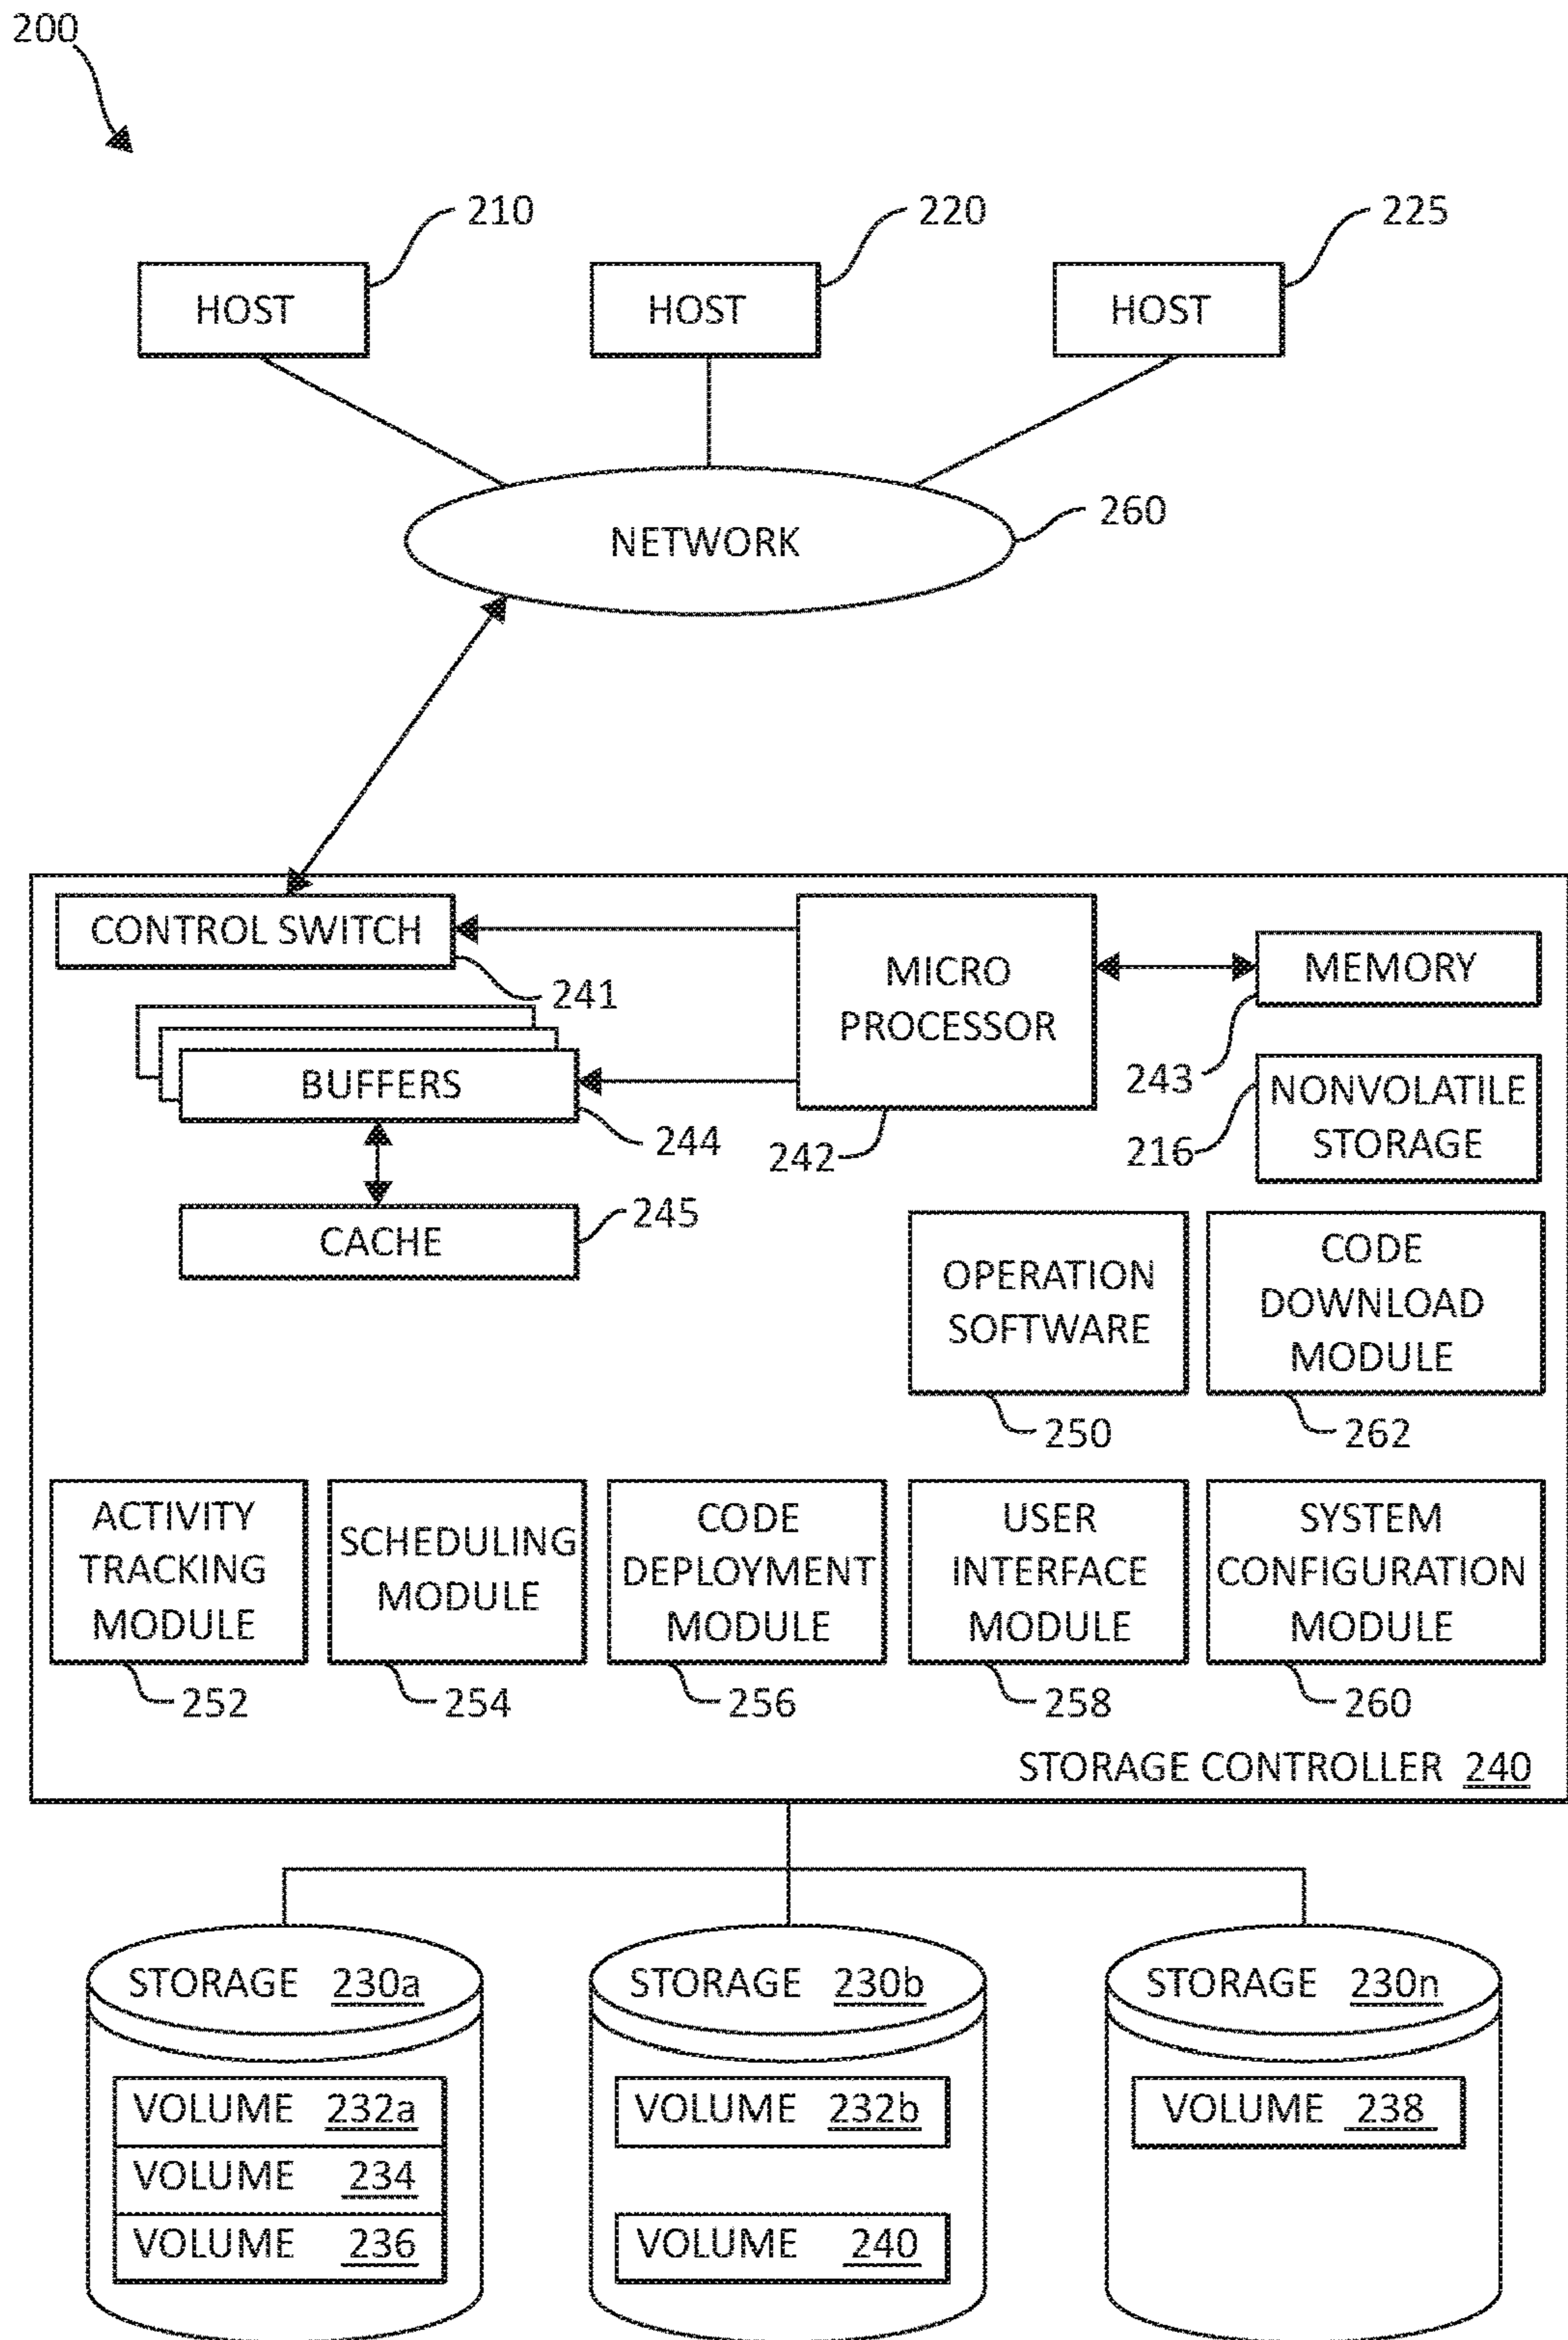 200
210
220
225
HOST
HOST
HOST
NETWORK
260
CONTROL SWITCH
241
MICRO
PROCESSOR
242
MEMORY
243
BUFFERS
244
NONVOLATILE
STORAGE
216
CACHE
245
OPERATION
SOFTWARE
250
CODE
DOWNLOAD
MODULE
262
ACTIVITY
TRACKING
MODULE
252
SCHEDULING
MODULE
254
CODE
DEPLOYMENT
MODULE
256
USER
INTERFACE
MODULE
258
SYSTEM
CONFIGURATION
MODULE
260
STORAGE CONTROLLER 240
STORAGE 230a
VOLUME 232a
VOLUME 234
VOLUME 236
STORAGE 230b
VOLUME 232b
VOLUME 240
STORAGE 230n
VOLUME 238